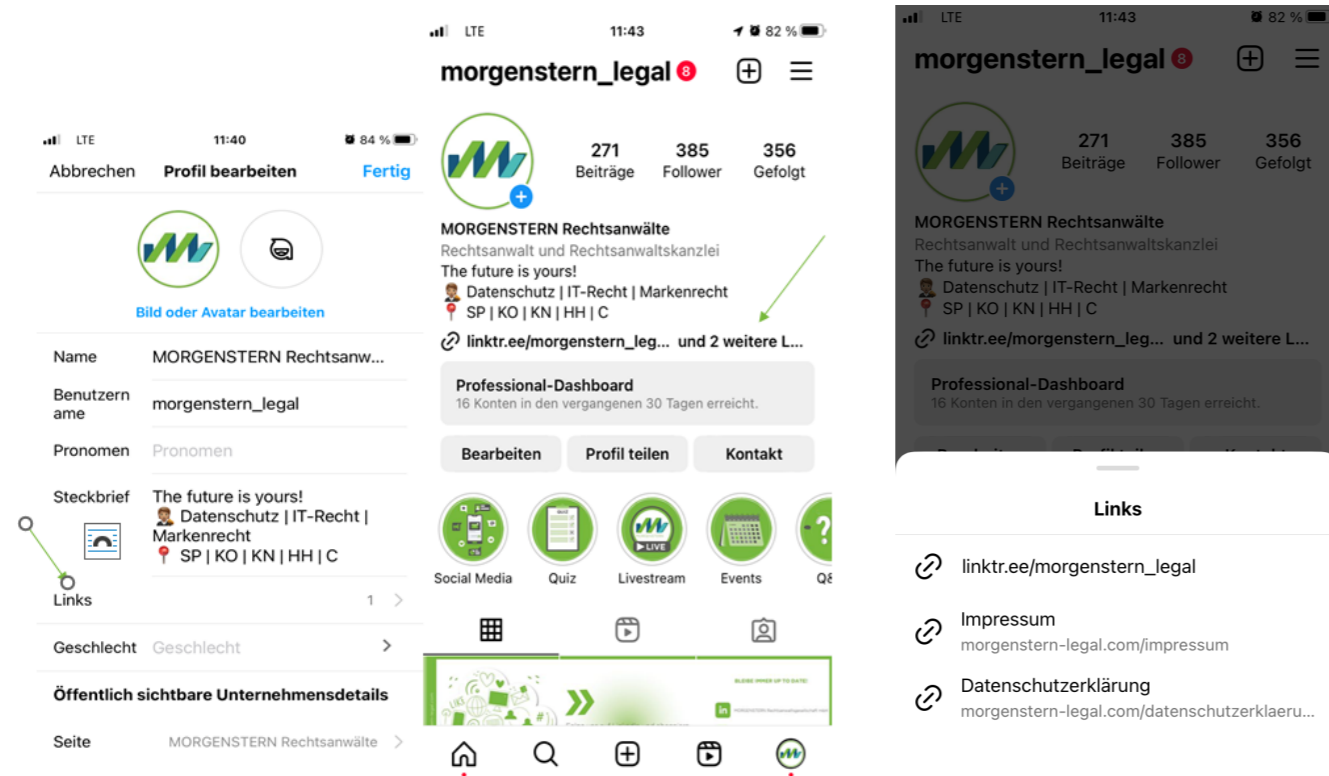 LTE
11:40
84 %
Abbrechen
Profil bearbeiten
Fertig
Bild oder Avatar bearbeiten
Name
MORGENSTERN Rechtsanw...
Benutzern
ame
morgenstern_legal
Pronomen
Pronomen
Steckbrief
The future is yours!
Datenschutz | IT-Recht |
Markenrecht
SP | KO | KN | HH | C
Links
1
Geschlecht
Geschlecht
Öffentlich sichtbare Unternehmensdetails
Seite
MORGENSTERN Rechtsanwälte
LTE
11:43
82 %
morgenstern_legal
8
271
385
356
Beiträge
Follower
Gefolgt
MORGENSTERN Rechtsanwälte
Rechtsanwalt und Rechtsanwaltskanzlei
The future is yours!
Datenschutz | IT-Recht | Markenrecht
SP | KO | KN | HH | C
linktr.ee/morgenstern_leg... und 2 weitere L...
Professional-Dashboard
16 Konten in den vergangenen 30 Tagen erreicht.
Bearbeiten
Profil teilen
Kontakt
LIVE
?
Social Media
Quiz
Livestream
Events
Q&
LIKE
#
BLEIBE IMMER UP TO DATE!
in
LTE
11:43
82 %
morgenstern_legal
8
271
385
356
Beiträge
Follower
Gefolgt
MORGENSTERN Rechtsanwälte
Rechtsanwalt und Rechtsanwaltskanzlei
The future is yours!
Datenschutz | IT-Recht | Markenrecht
SP | KO | KN | HH | C
linktr.ee/morgenstern_leg... und 2 weitere L...
Professional-Dashboard
16 Konten in den vergangenen 30 Tagen erreicht.
Links
linktr.ee/morgenstern_legal
Impressum
morgenstern-legal.com/impressum
Datenschutzerklärung
morgenstern-legal.com/datenschutzerklaeru...